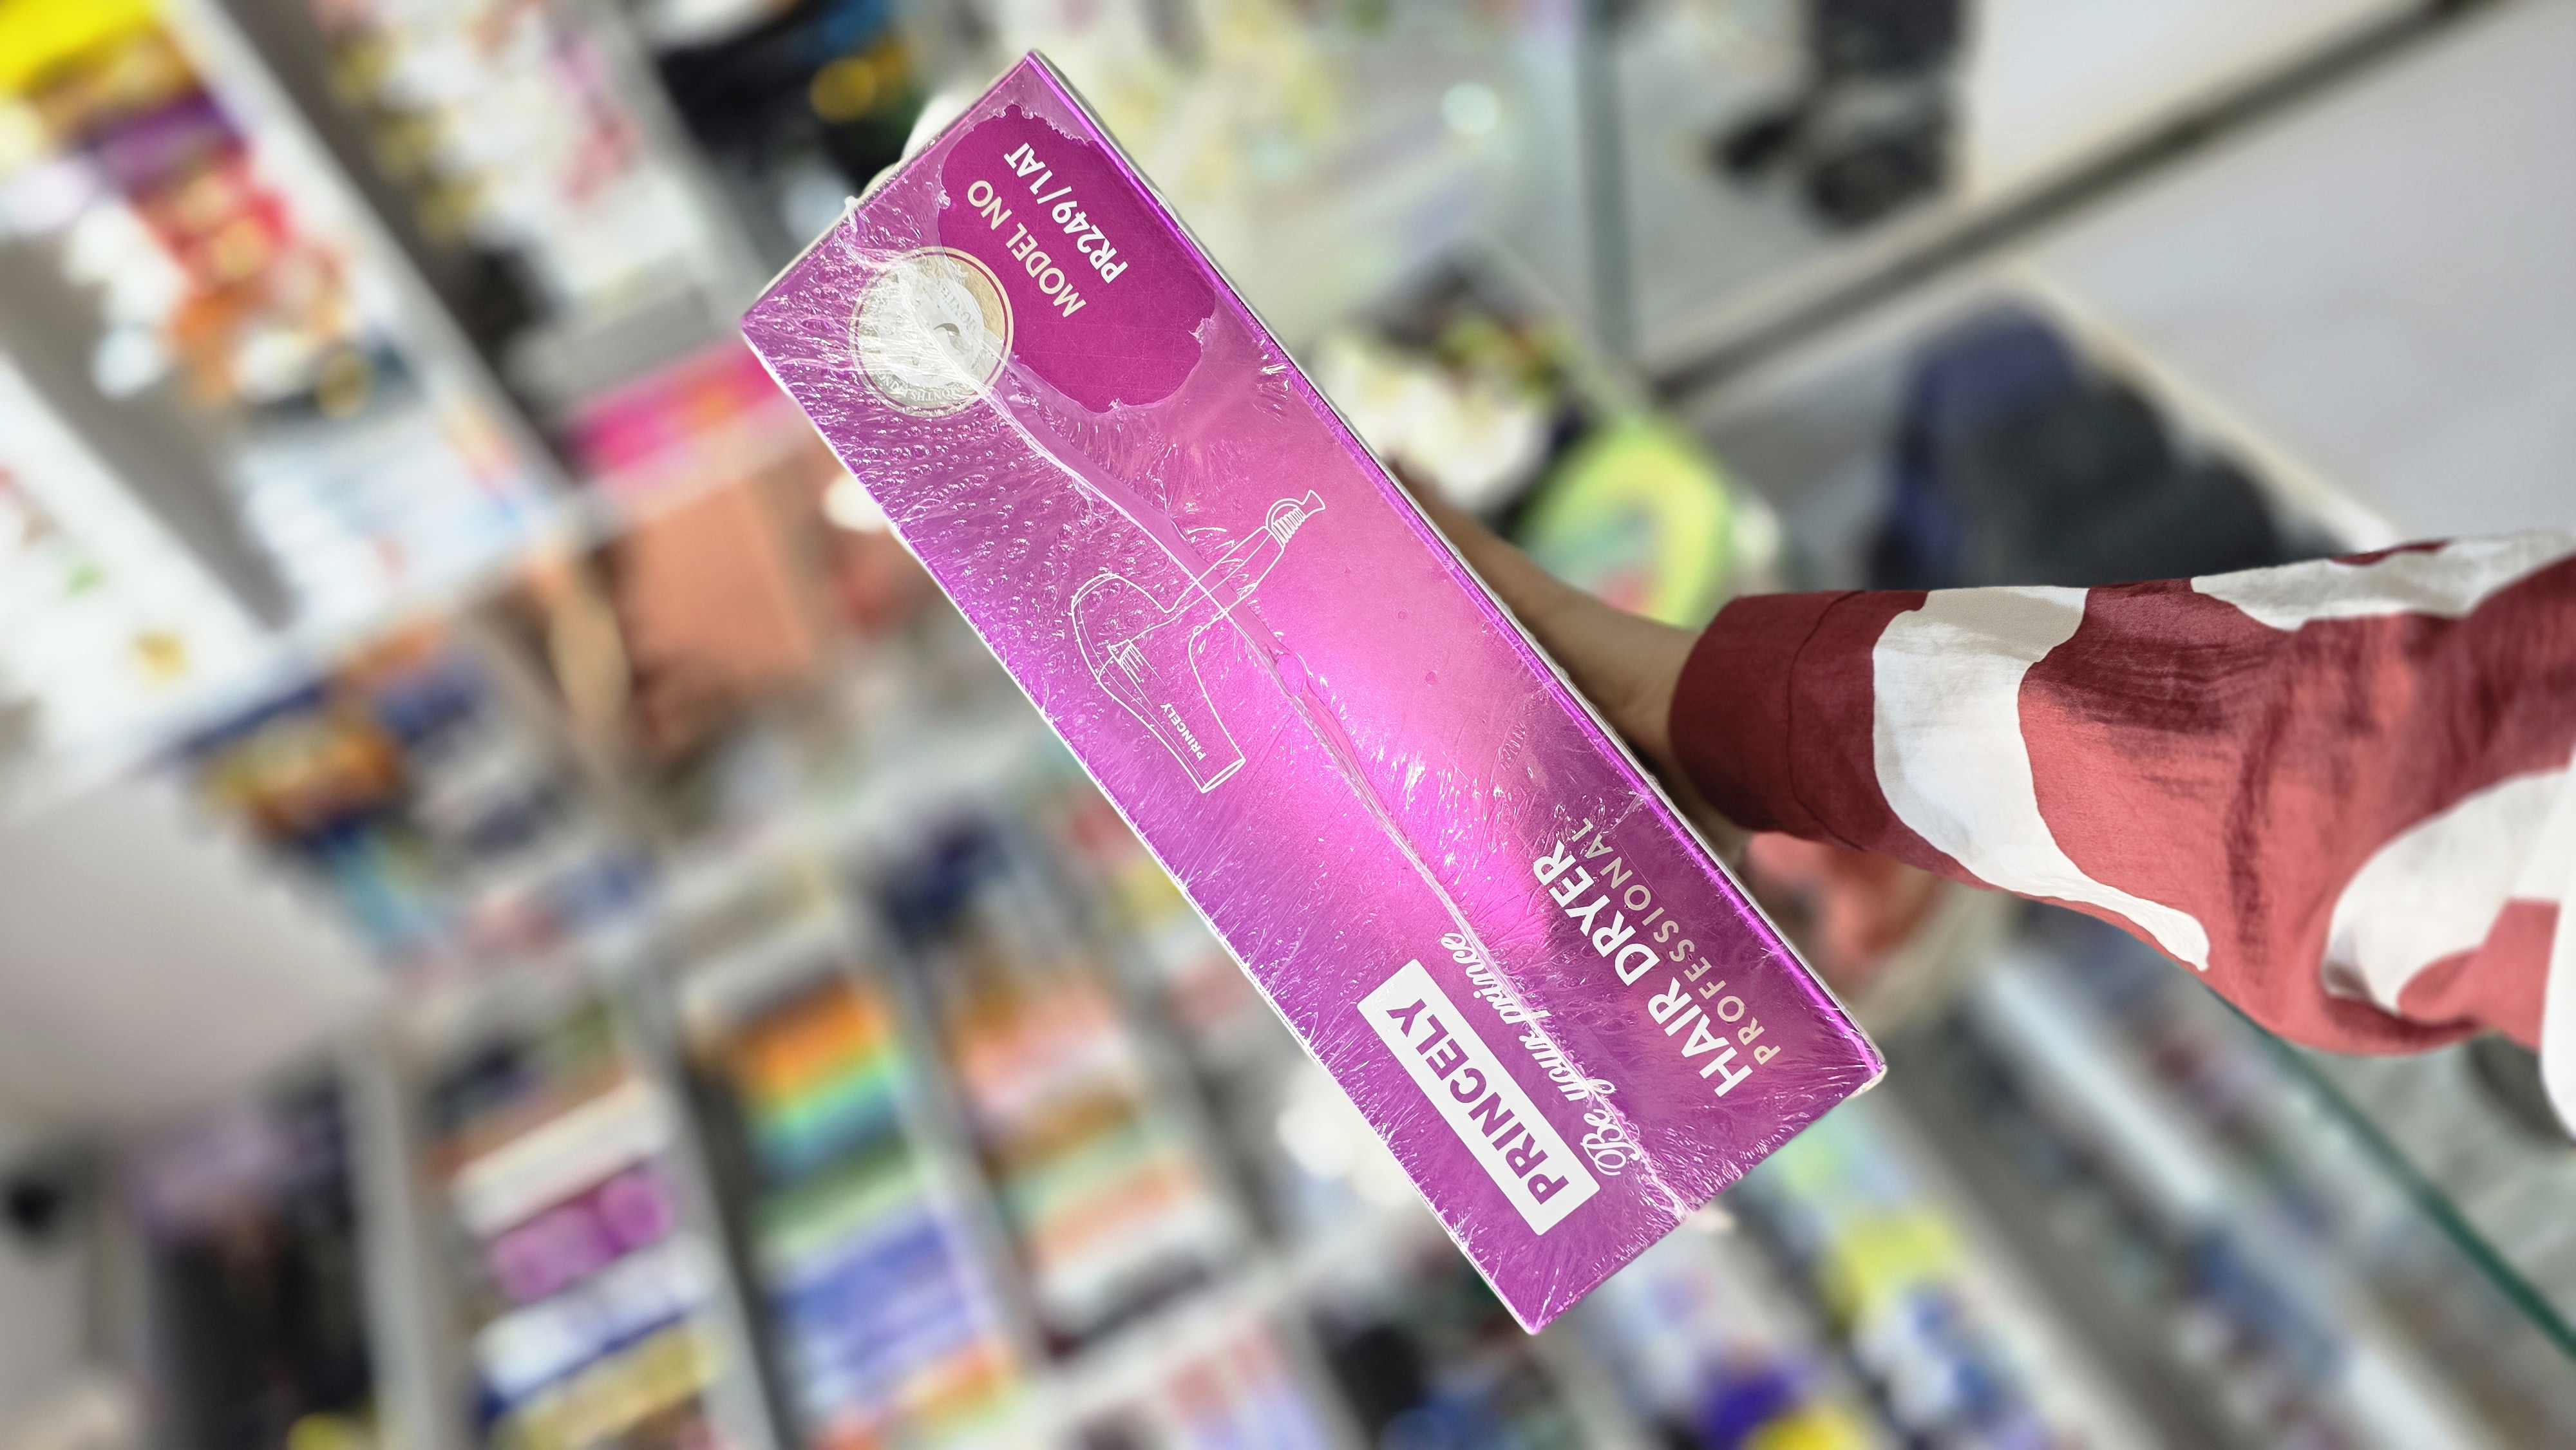 PRINCELY
Be your prince
HAIR DRYER
PROFESSIONAL
PRINCELY
MODEL NO
PR249/1AT